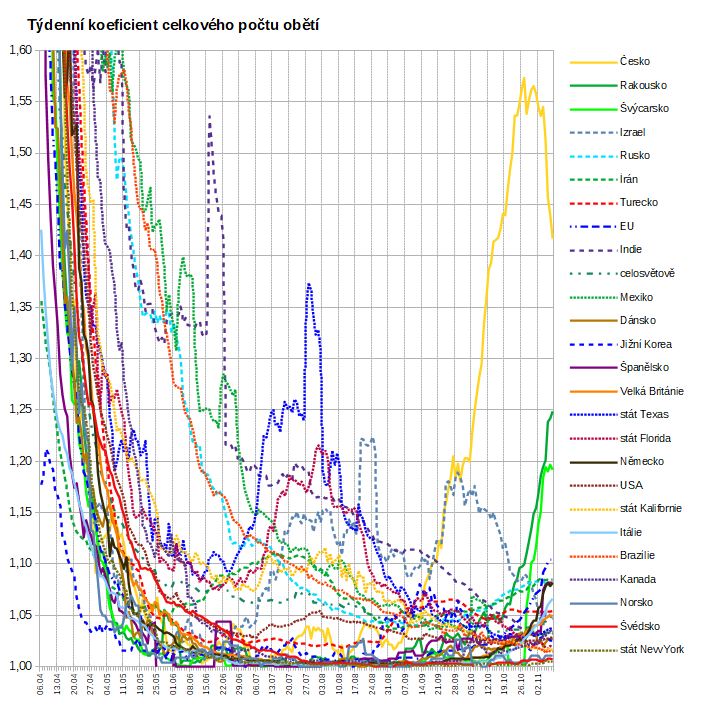 Týdenní koeficient celkového počtu obětí
1,60
1,55
1,50
1,45
1,40
1,35
1,30
1,25
1,20
1,15
1,10
1,05
1,00
06.04
13.04
20.04
27.04
04.05
11.05
18.05
25.05
01.06
08.06
15.06
22.06
29.06
06.07
13.07
20.07
27.07
03.08
10.08
17.08
24.08
31.08
07.09
14.09
21.09
28.09
05.10
12.10
19.10
26.10
02.11
Česko
Rakousko
Švýcarsko
Izrael
Rusko
Írán
Turecko
EU
Indie
celosvětově
Mexiko
Dánsko
Jižní Korea
Španělsko
Velká Británie
stát Texas
stát Florida
Německo
USA
stát Kalifornie
Itálie
Brazílie
Kanada
Norsko
Švédsko
stát New York